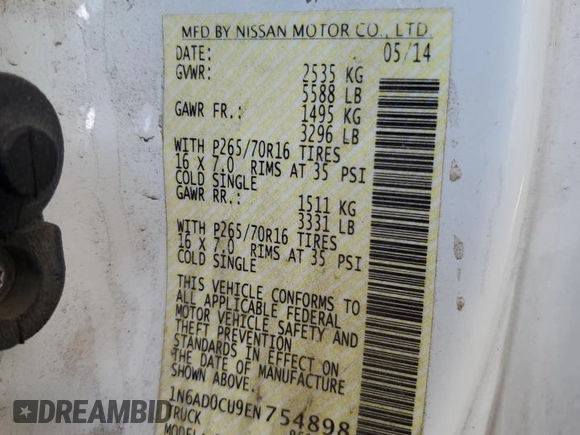 MFD BY NISSAN MOTOR CO., LTD.
DATE: 05/14
GVWR: 2535 KG
5588 LB
GAWR FR.: 1495 KG
3296 LB
WITH P265/70R16 TIRES
16 X 7.0 RIMS AT 35 PSI
COLD SINGLE
GAWR RR.: 1511 KG
3331 LB
WITH P265/70R16 TIRES
16 X 7.0 RIMS AT 35 PSI
COLD SINGLE
THIS VEHICLE CONFORMS TO
ALL APPLICABLE FEDERAL
MOTOR VEHICLE SAFETY AND
THEFT PREVENTION
STANDARDS IN EFFECT ON
THE DATE OF MANUFACTURE
SHOWN ABOVE.
1N6AD0CU9EN 754898
TRUCK
AUCTIONHISTORY.COM